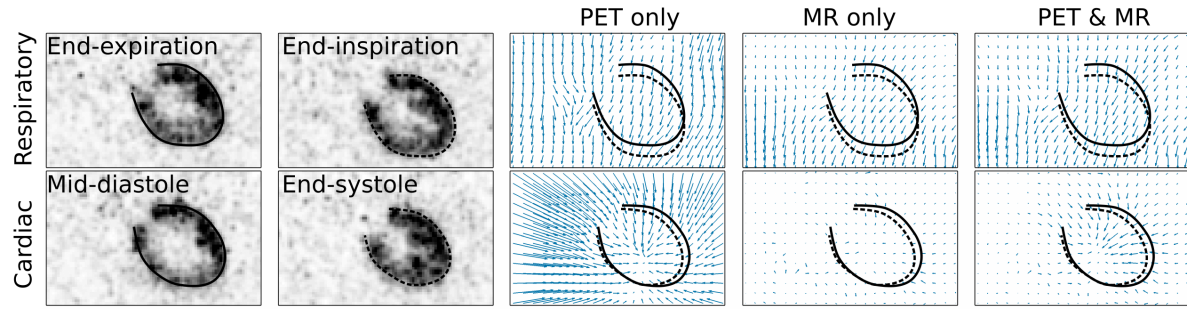 PET only
MR only
PET & MR
Respiratory
End-expiration
End-inspiration
Cardiac
Mid-diastole
End-systole